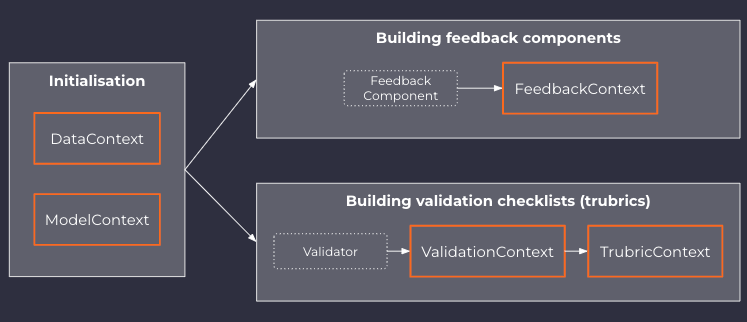 Initialisation
DataContext
ModelContext
Building feedback components
Feedback
Component
FeedbackContext
Building validation checklists (trubrics)
Validator
ValidationContext
TrubricContext